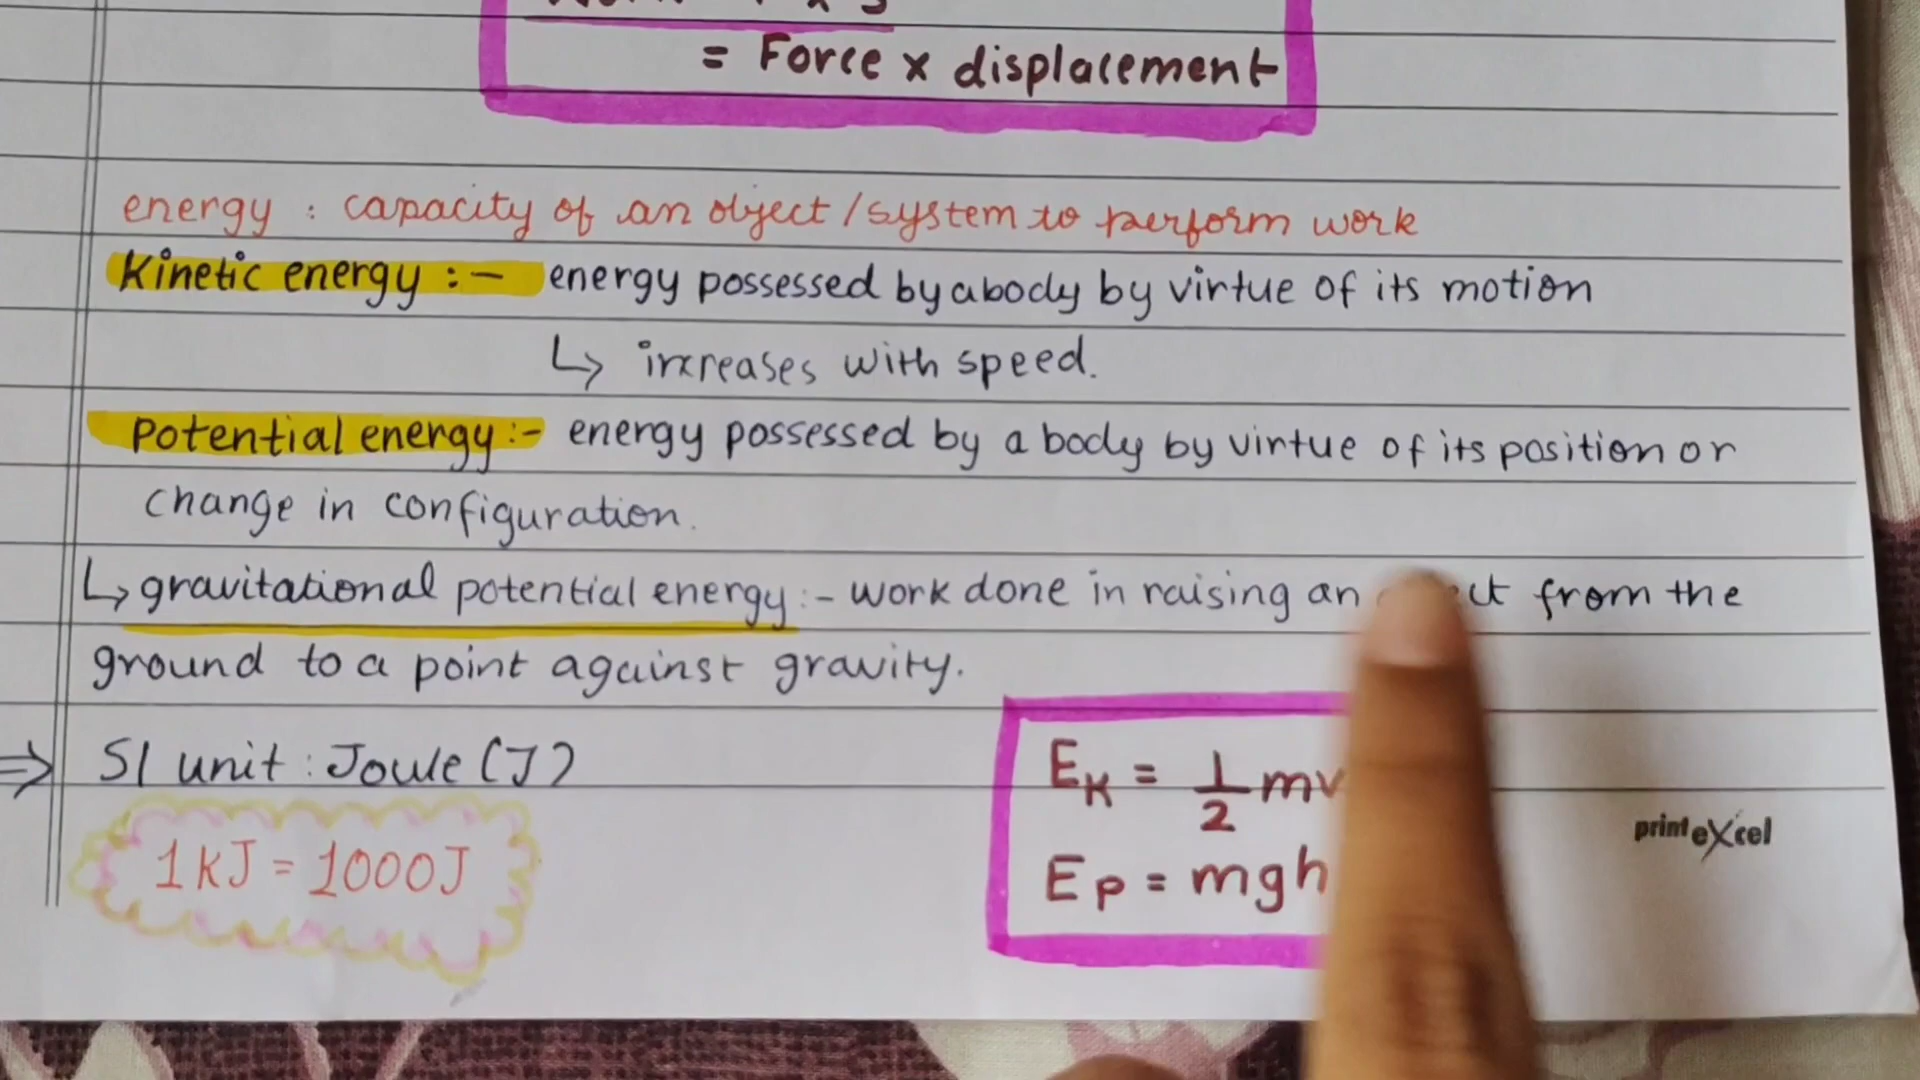 = Force x displacement
energy : capacity of an object / system to perform work
Kinetic energy :- energy possessed by a body by virtue of its motion
↳ increases with speed.
Potential energy :- energy possessed by a body by virtue of its position or
change in configuration.
↳ gravitational potential energy :- work done in raising an from the
ground to a point against gravity.
⇒ SI unit : Joule (J)
1kJ = 1000J
EK = 1/2 mv
EP = mgh
print eXcel